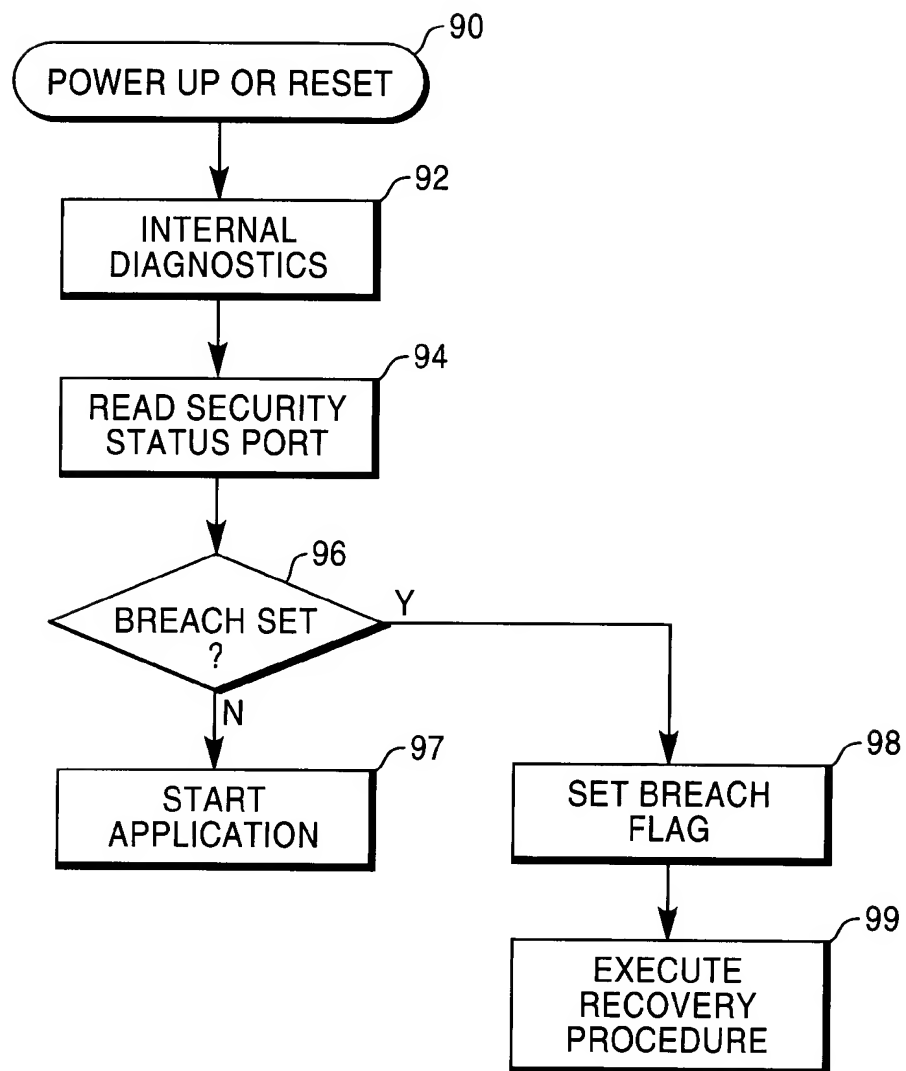 90
POWER UP OR RESET
92
INTERNAL
DIAGNOSTICS
94
READ SECURITY
STATUS PORT
96
BREACH SET
?
Y
N
97
START
APPLICATION
98
SET BREACH
FLAG
99
EXECUTE
RECOVERY
PROCEDURE